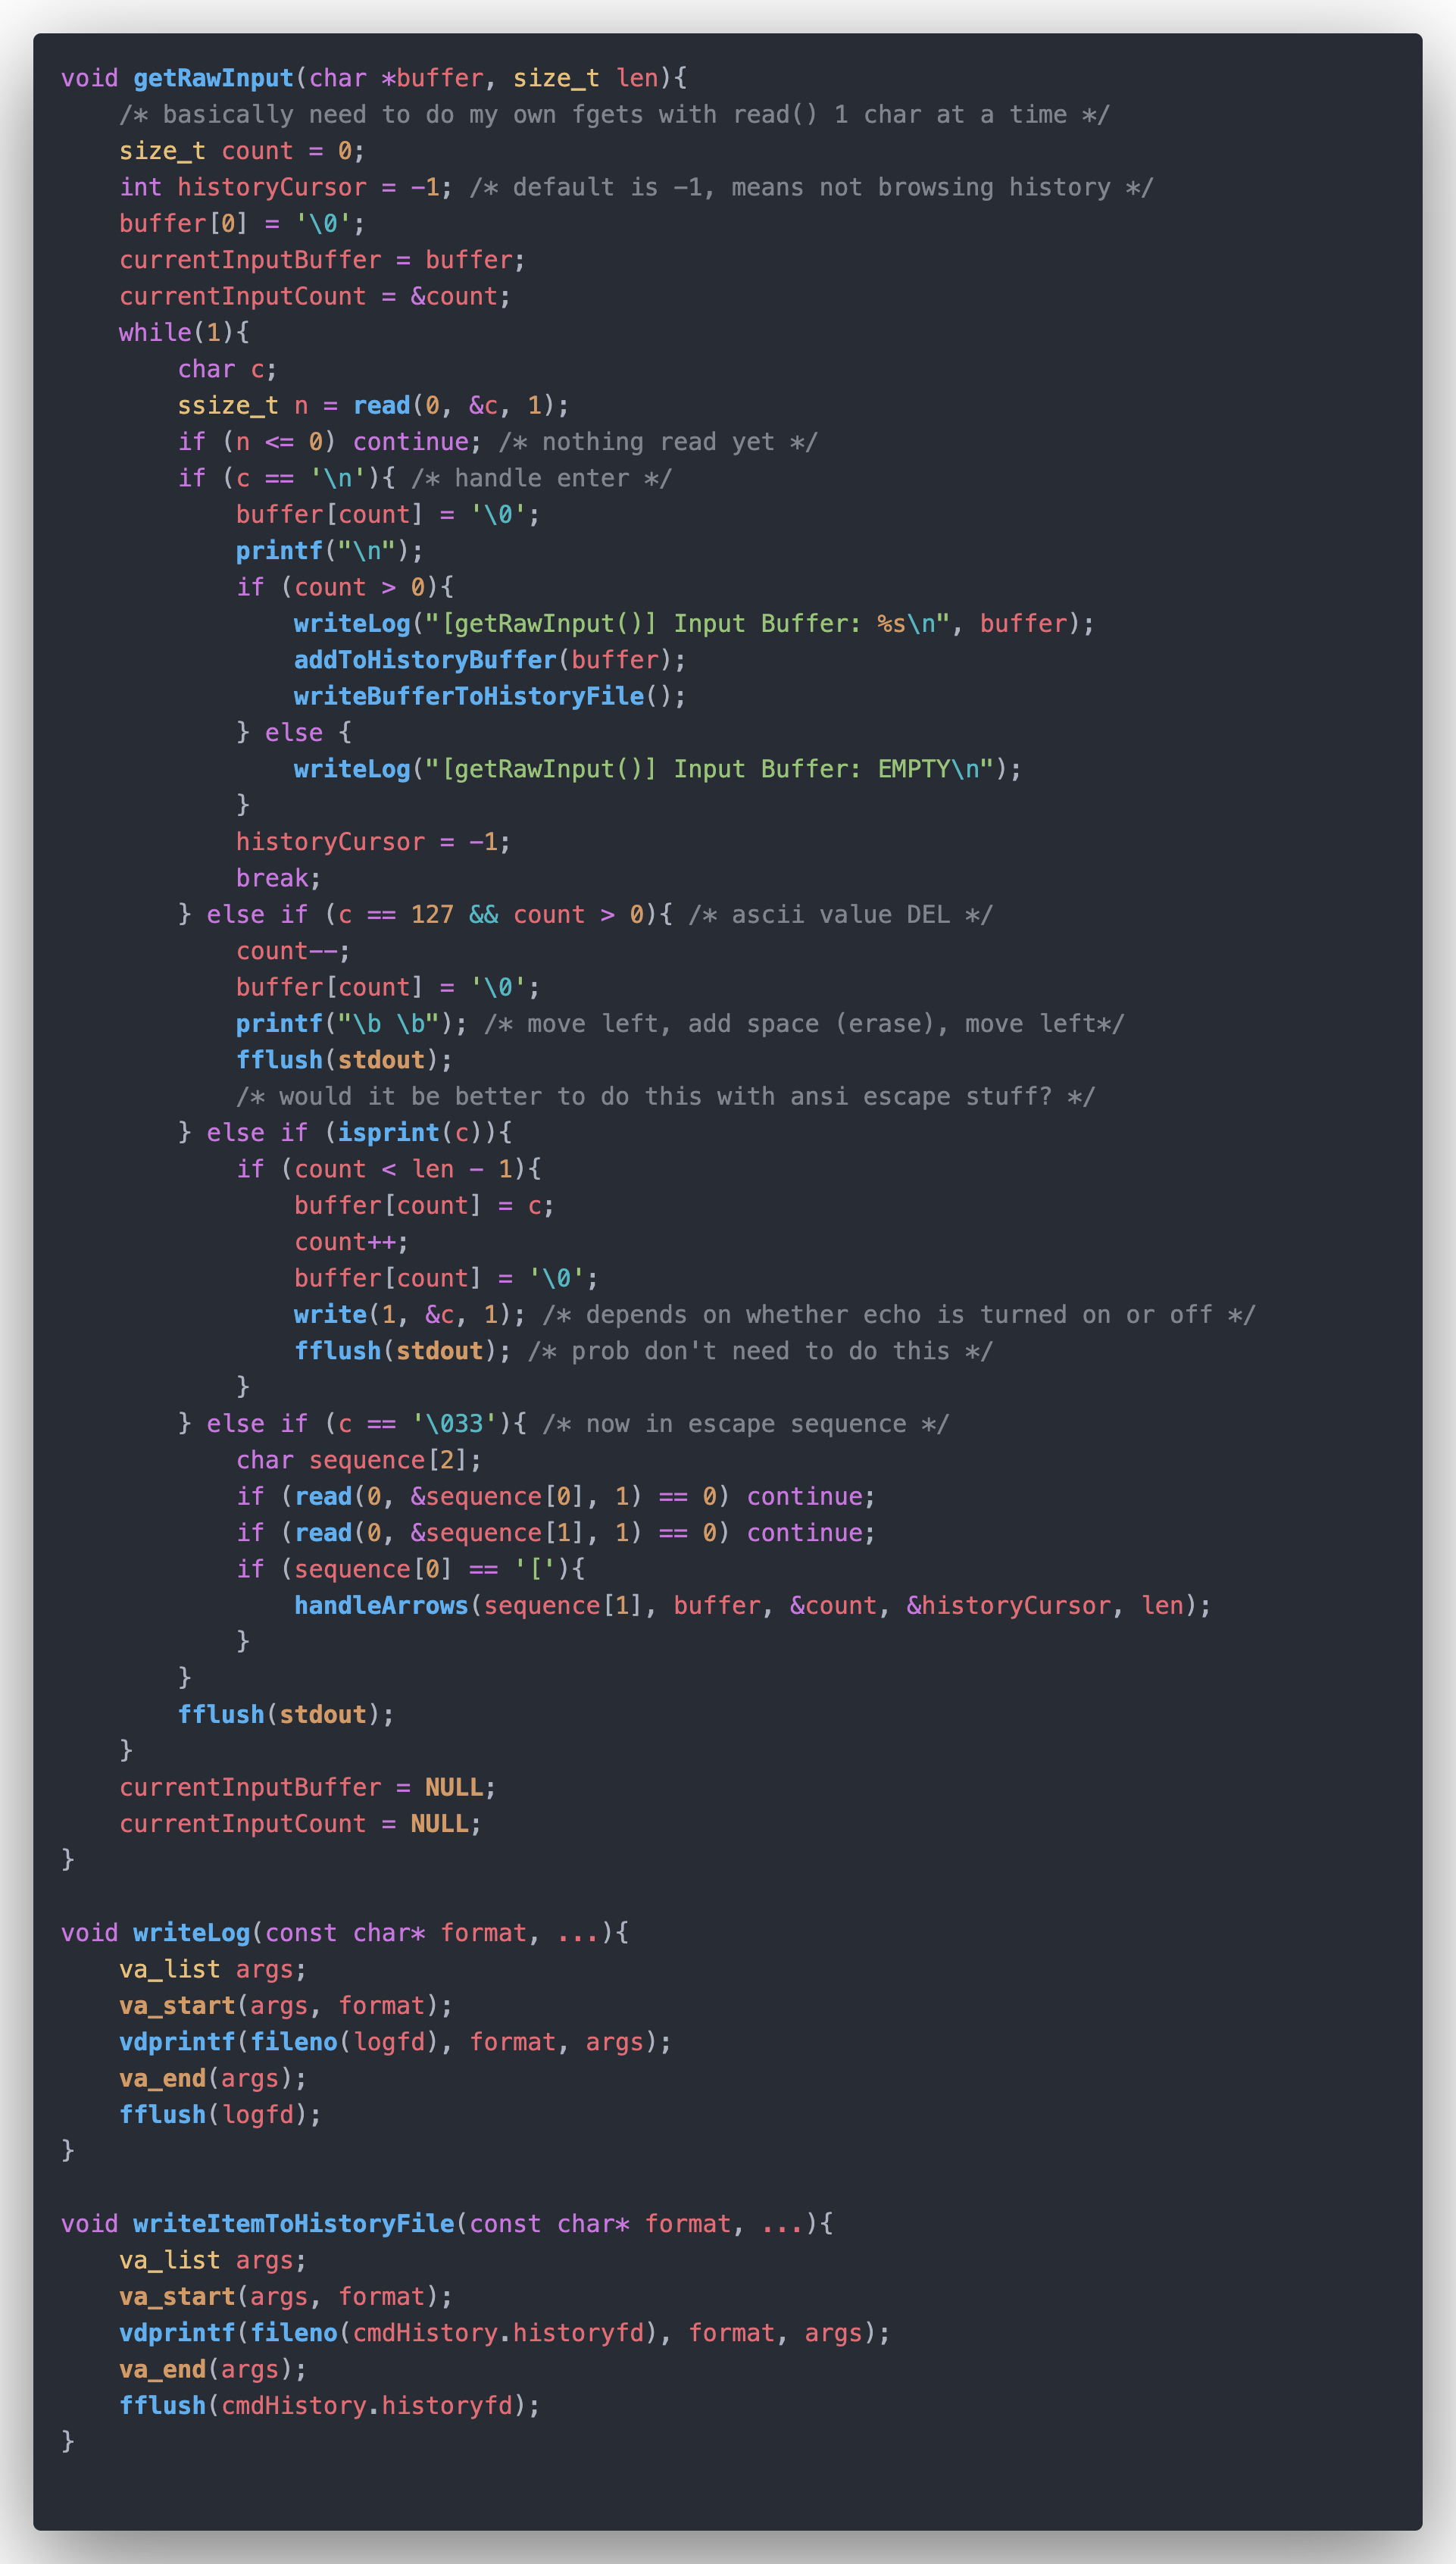 void getRawInput(char *buffer, size_t len){
    /* basically need to do my own fgets with read() 1 char at a time */
    size_t count = 0;
    int historyCursor = -1; /* default is -1, means not browsing history */
    buffer[0] = '\0';
    currentInputBuffer = buffer;
    currentInputCount = &count;
    while(1){
        char c;
        ssize_t n = read(0, &c, 1);
        if (n <= 0) continue; /* nothing read yet */
        if (c == '\n'){ /* handle enter */
            buffer[count] = '\0';
            printf("\n");
            if (count > 0){
                writeLog("[getRawInput()] Input Buffer: %s\n", buffer);
                addToHistoryBuffer(buffer);
                writeBufferToHistoryFile();
            } else {
                writeLog("[getRawInput()] Input Buffer: EMPTY\n");
            }
            historyCursor = -1;
            break;
        } else if (c == 127 && count > 0){ /* ascii value DEL */
            count--;
            buffer[count] = '\0';
            printf("\b \b"); /* move left, add space (erase), move left*/
            fflush(stdout);
            /* would it be better to do this with ansi escape stuff? */
        } else if (isprint(c)){
            if (count < len - 1){
                buffer[count] = c;
                count++;
                buffer[count] = '\0';
                write(1, &c, 1); /* depends on whether echo is turned on or off */
                fflush(stdout); /* prob don't need to do this */
            }
        } else if (c == '\033'){ /* now in escape sequence */
            char sequence[2];
            if (read(0, &sequence[0], 1) == 0) continue;
            if (read(0, &sequence[1], 1) == 0) continue;
            if (sequence[0] == '['){
                handleArrows(sequence[1], buffer, &count, &historyCursor, len);
            }
        }
        fflush(stdout);
    }
    currentInputBuffer = NULL;
    currentInputCount = NULL;
}

void writeLog(const char* format, ...){
    va_list args;
    va_start(args, format);
    vdprintf(fileno(logfd), format, args);
    va_end(args);
    fflush(logfd);
}

void writeItemToHistoryFile(const char* format, ...){
    va_list args;
    va_start(args, format);
    vdprintf(fileno(cmdHistory.historyfd), format, args);
    va_end(args);
    fflush(cmdHistory.historyfd);
}